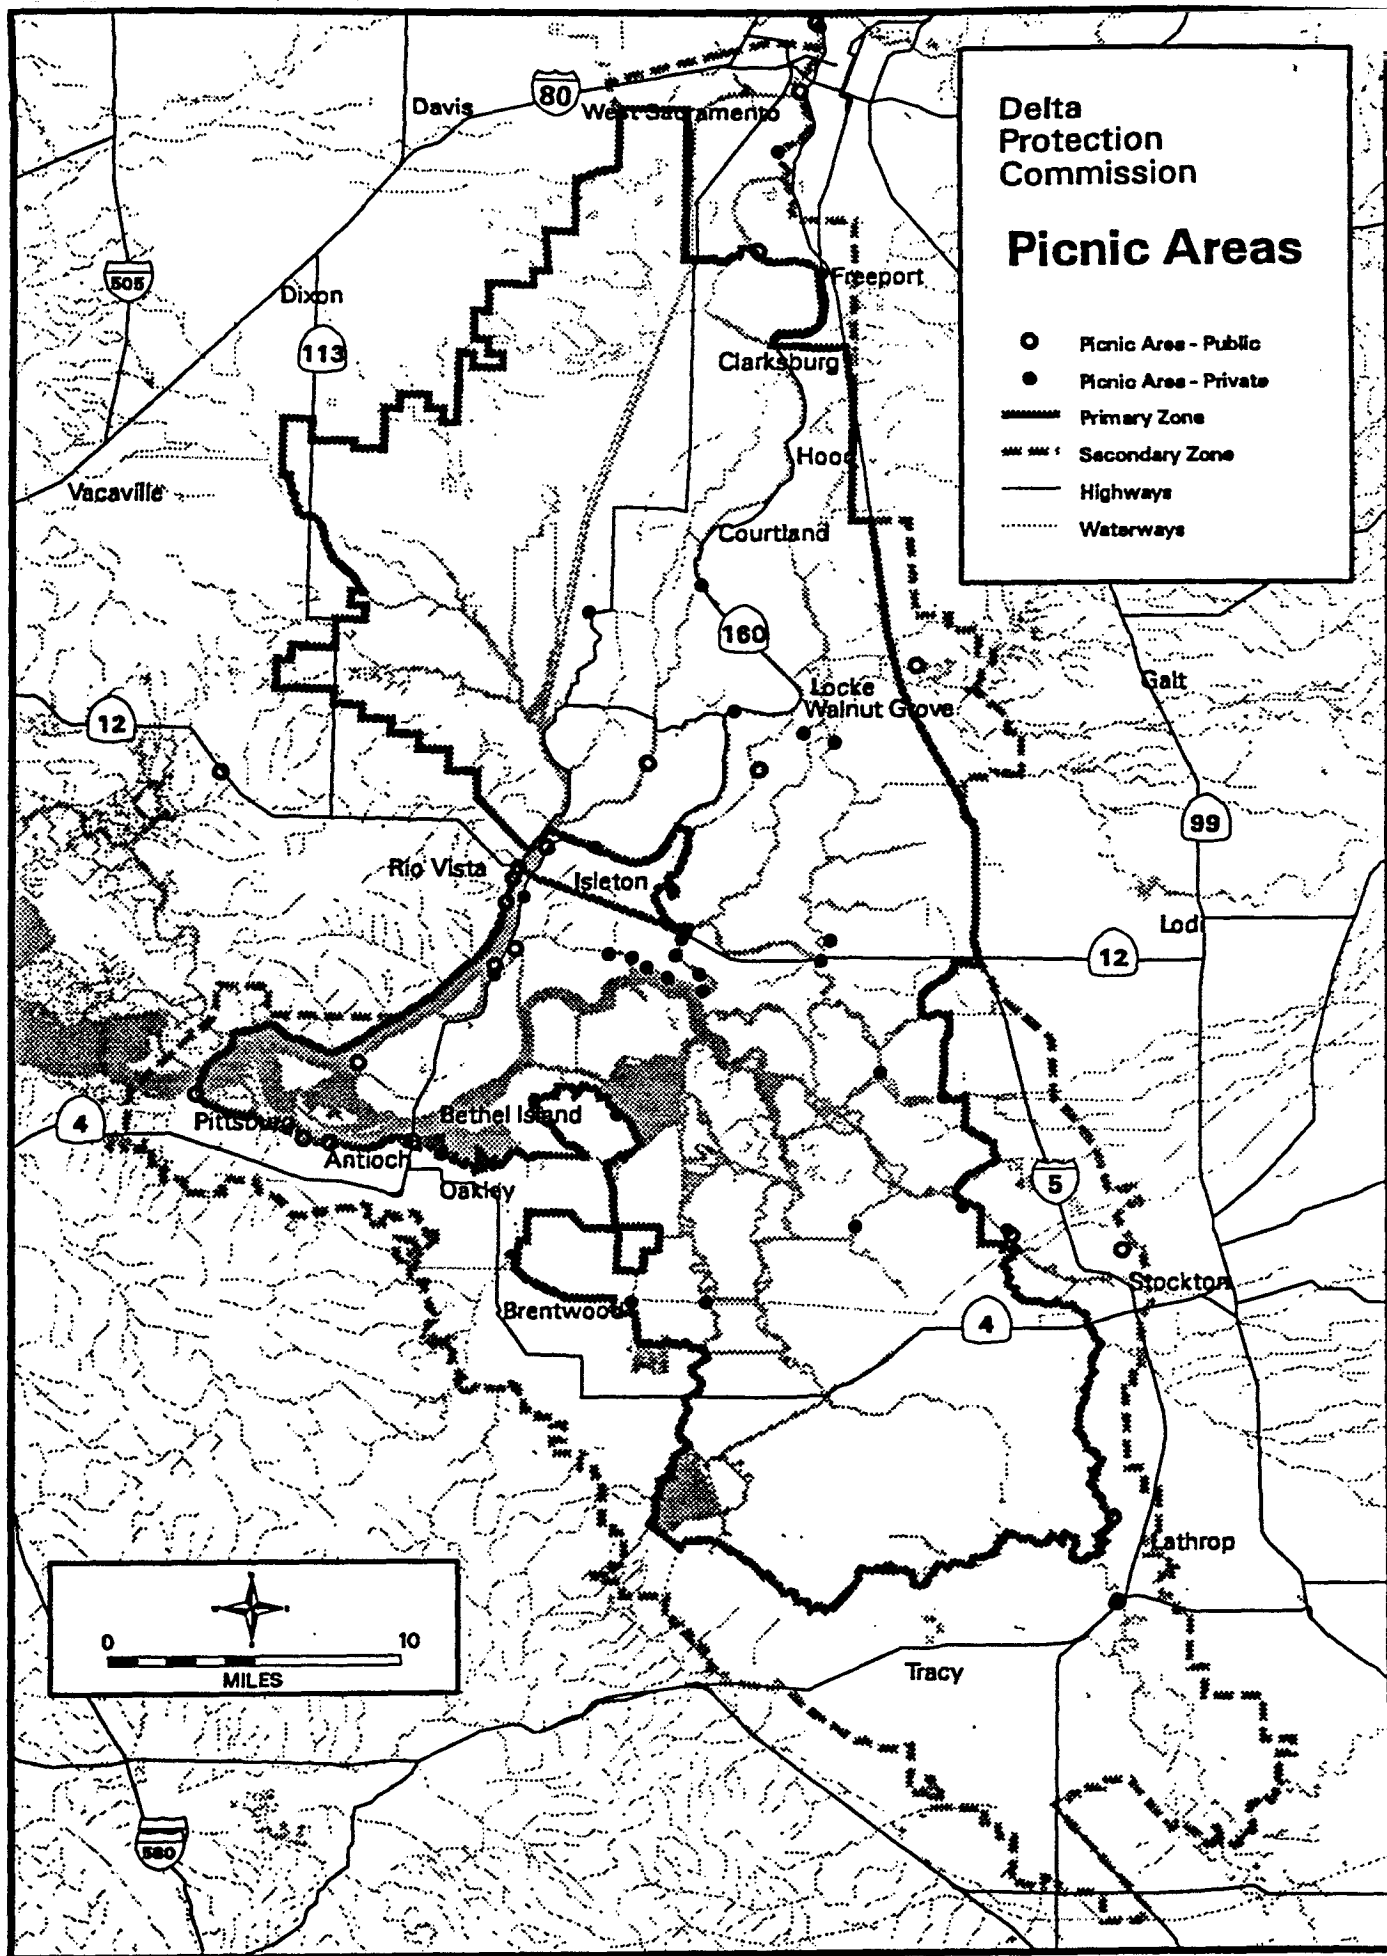 Delta
Protection
Commission
Picnic Areas
Picnic Area - Public
Picnic Area - Private
Primary Zone
Secondary Zone
Highways
Waterways
80
Davis
West Sacramento
505
Dixon
113
Freeport
Clarksburg
Hood
Vacaville
Courtland
160
Locke
Walnut Grove
Galt
12
99
Rio Vista
Isleton
Lodi
12
4
Pittsburg
Bethel Island
Antioch
Oakley
5
Stockton
Brentwood
4
Lathrop
0
10
MILES
Tracy
580